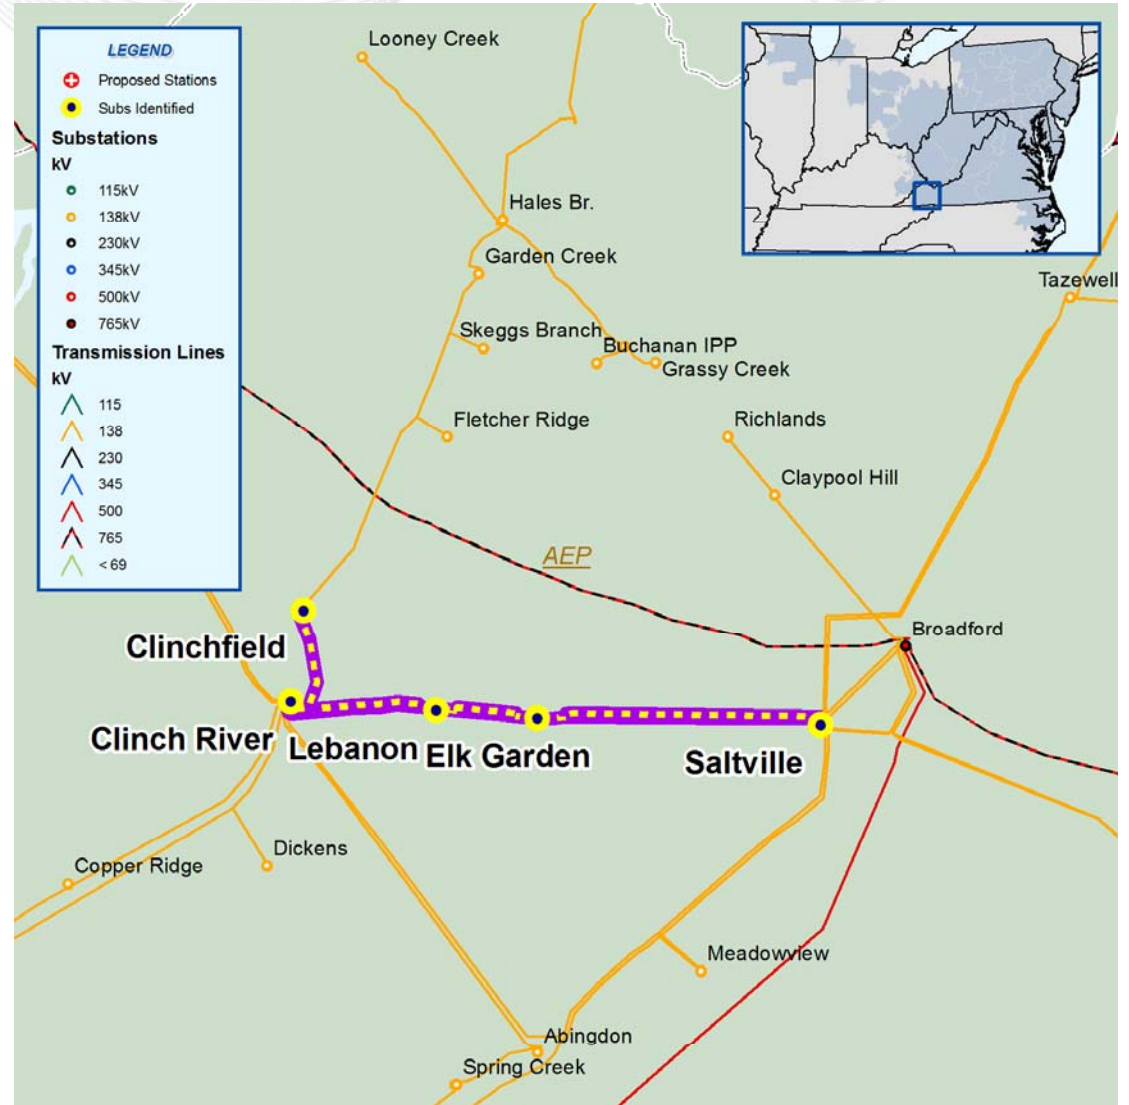 LEGEND
Proposed Stations
Subs Identified
Substations
kV
115kV
138kV
230kV
345kV
500kV
765kV
Transmission Lines
kV
115
138
230
345
500
765
< 69
Looney Creek
Hales Br.
Garden Creek
Tazewell
Skeggs Branch
Buchanan IPP
Grassy Creek
Fletcher Ridge
Richlands
Claypool Hill
AEP
Broadford
Clinchfield
Clinch River
Lebanon
Elk Garden
Saltville
Dickens
Copper Ridge
Meadowview
Abingdon
Spring Creek